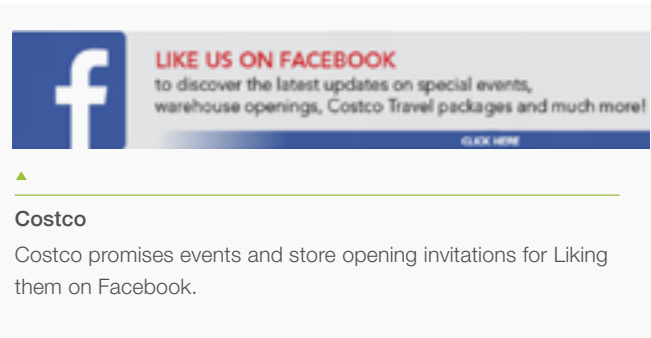 f
LIKE US ON FACEBOOK
to discover the latest updates on special events,
warehouse openings, Costco Travel packages and much more!
CLICK HERE
Costco
Costco promises events and store opening invitations for Liking
them on Facebook.